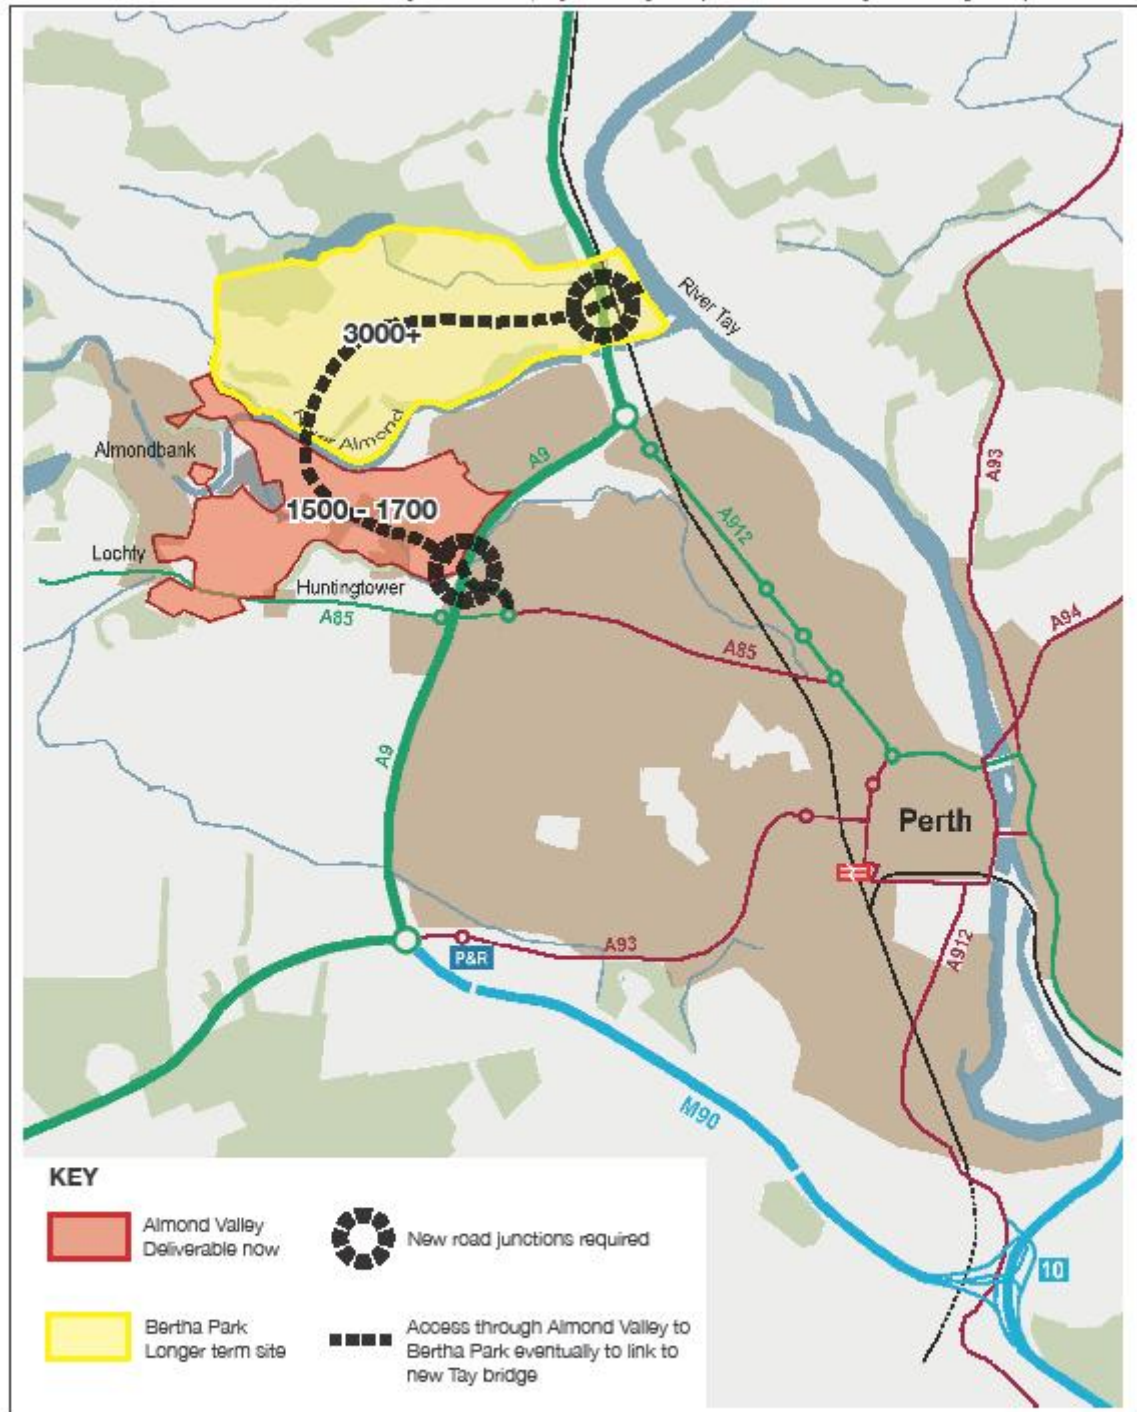 River Tay
3000+
A93
River Almond
Almondbank
A9
1500 - 1700
A912
Lochty
Huntingtower
A85
A85
A94
A9
Perth
P&R
A93
A912
M90
10
KEY
Almond Valley
Deliverable now
New road junctions required
Bertha Park
Longer term site
Access through Almond Valley to
Bertha Park eventually to link to
new Tay bridge